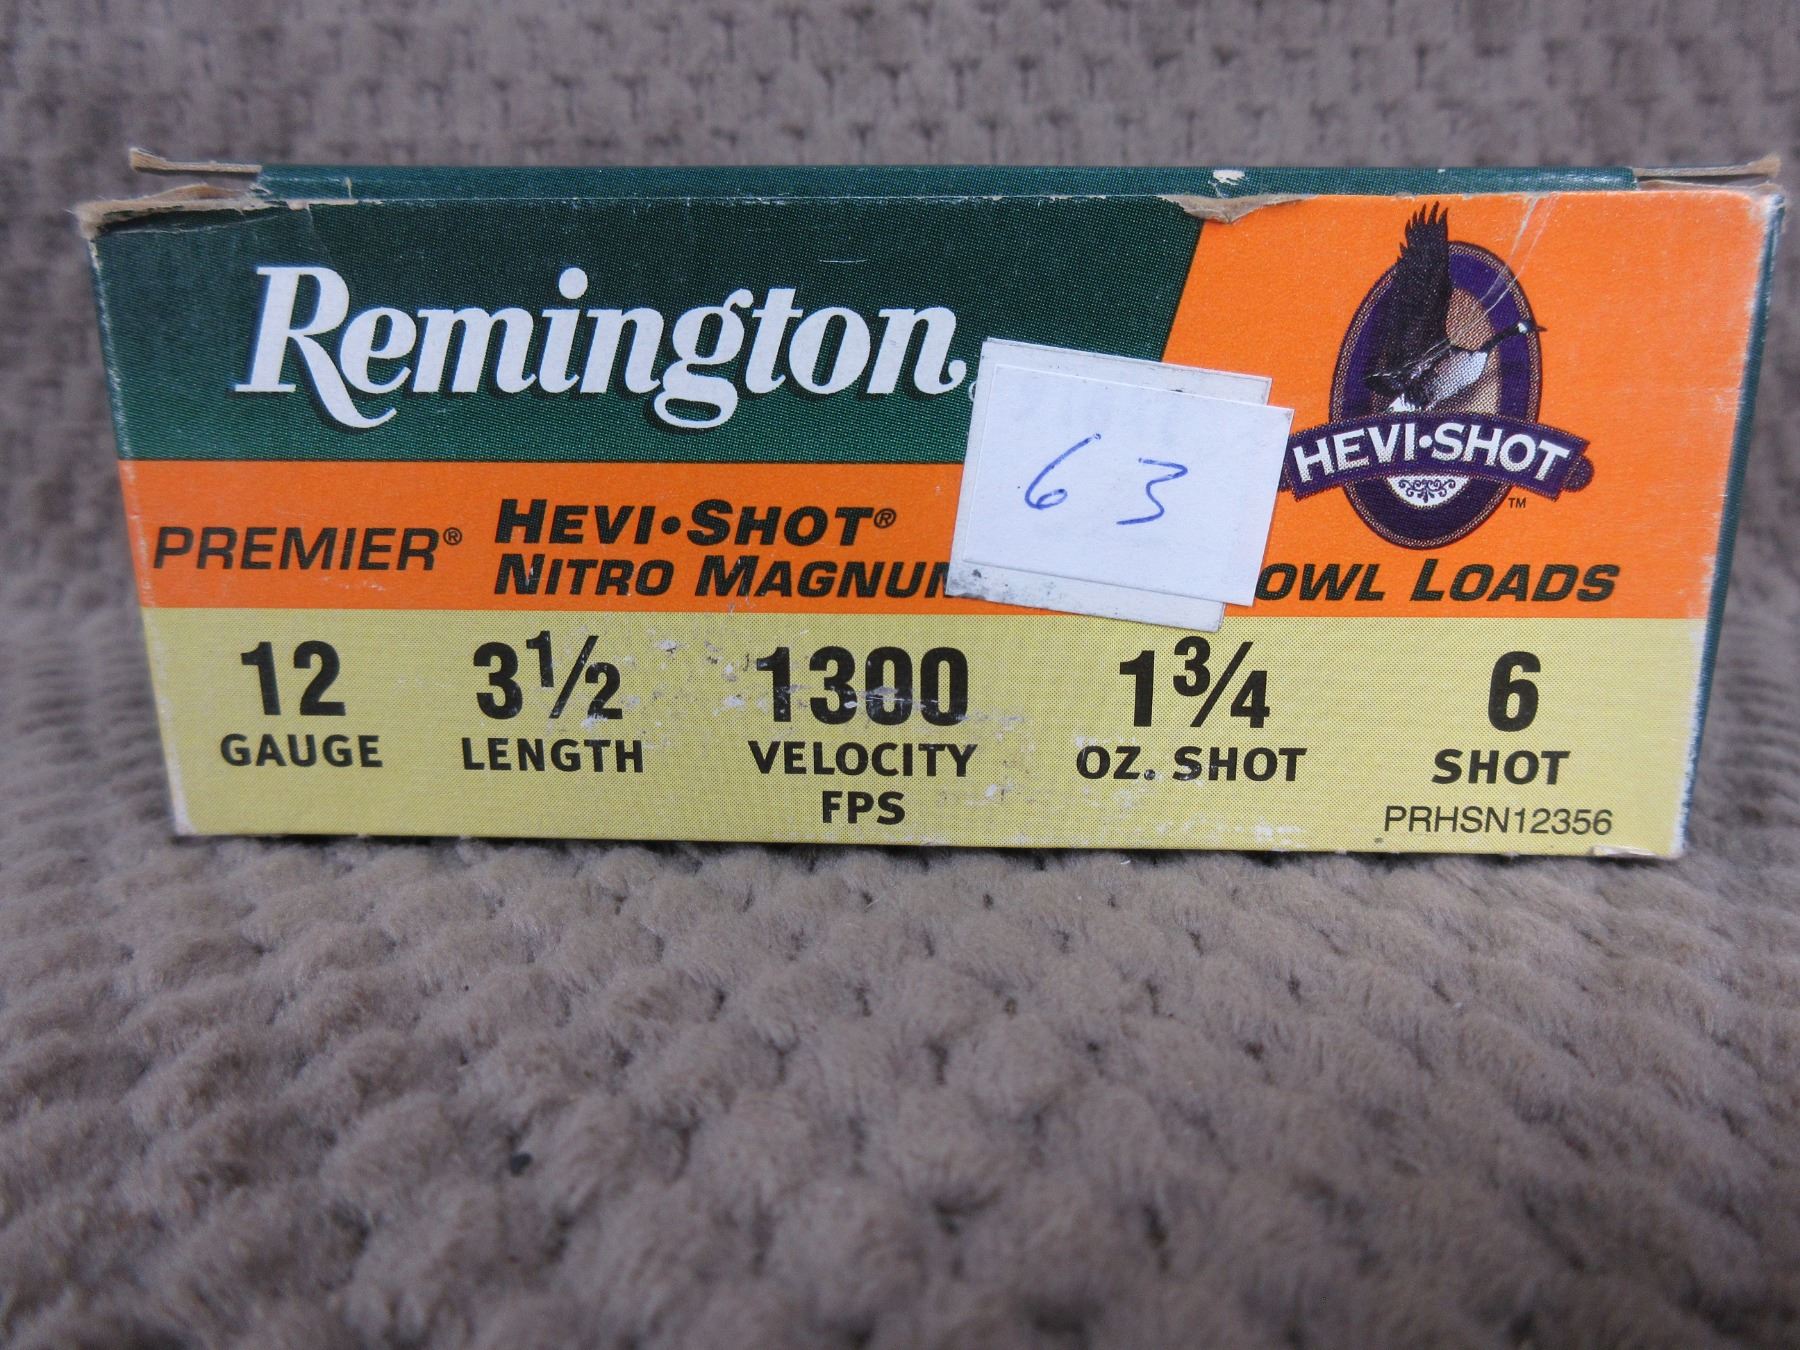 Remington
HEVI•SHOT™
63
PREMIER® HEVI•SHOT®
NITRO MAGNUM OWL LOADS
12 3½ 1300 1¾ 6
GAUGE LENGTH VELOCITY OZ. SHOT SHOT
FPS
PRHSN12356